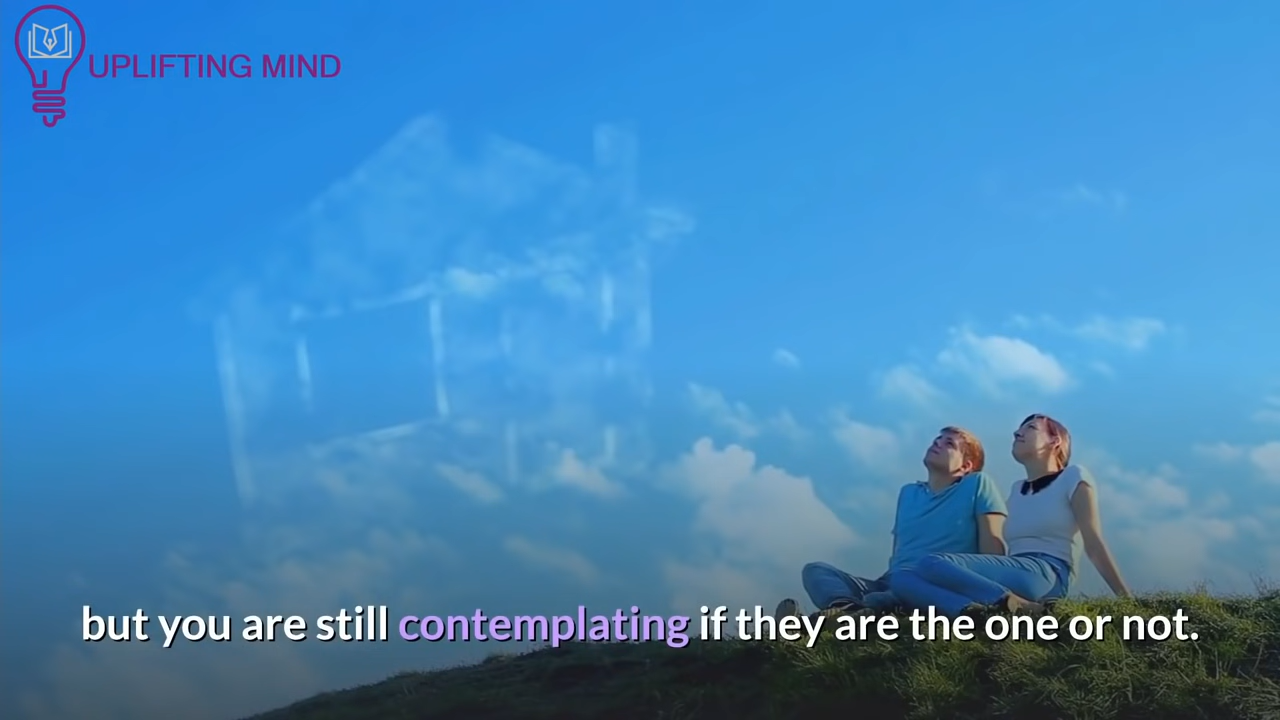 UPLIFTING MIND
but you are still contemplating if they are the one or not.